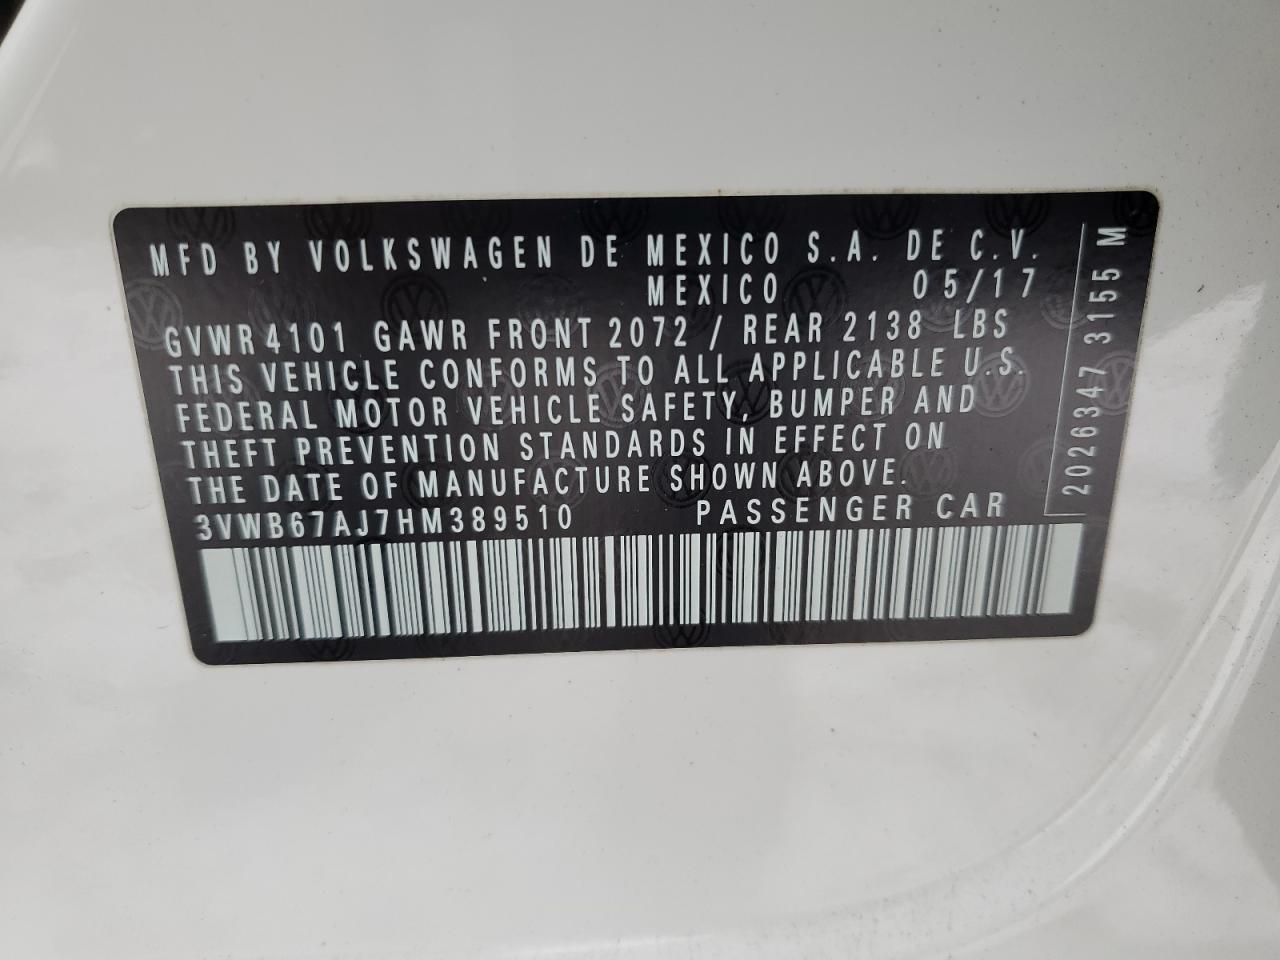 MFD BY VOLKSWAGEN DE MEXICO S.A. DE C.V.
MEXICO 05/17
GVWR 4101 GAWR FRONT 2072 / REAR 2138 LBS
THIS VEHICLE CONFORMS TO ALL APPLICABLE U.S.
FEDERAL MOTOR VEHICLE SAFETY, BUMPER AND
THEFT PREVENTION STANDARDS IN EFFECT ON
THE DATE OF MANUFACTURE SHOWN ABOVE.
3VWB67AJ7HM389510 PASSENGER CAR
2026347 3155 M